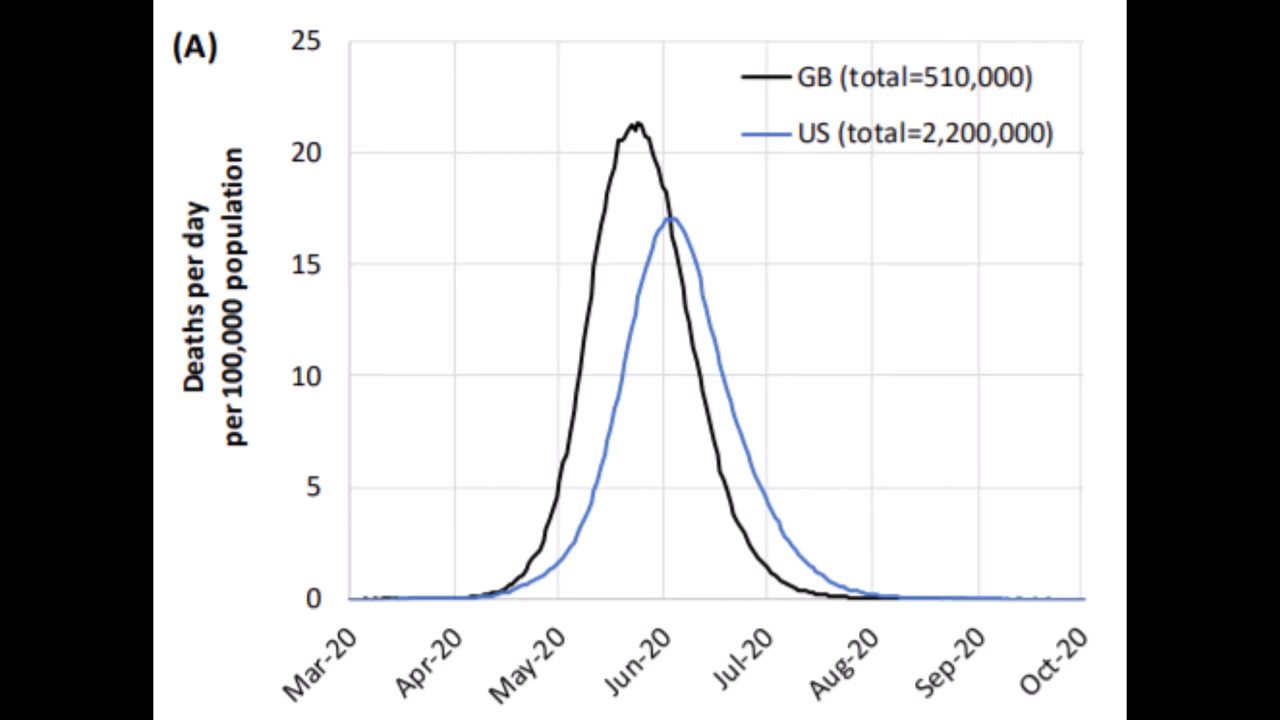 (A)
25
20
15
10
5
0
Deaths per day
per 100,000 population
GB (total=510,000)
US (total=2,200,000)
Mar-20
Apr-20
May-20
Jun-20
Jul-20
Aug-20
Sep-20
Oct-20